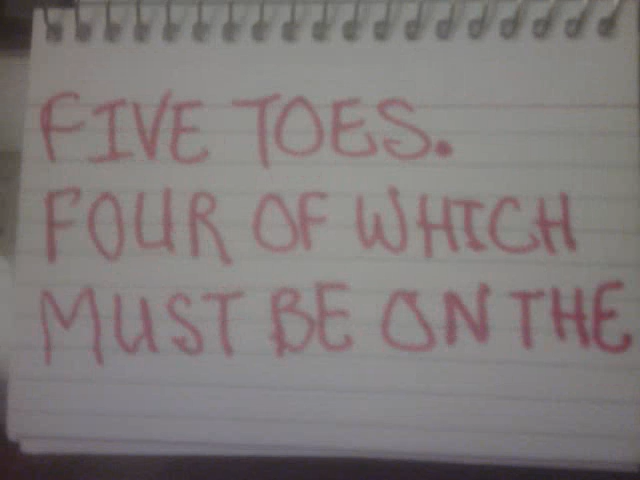 FIVE TOES.
FOUR OF WHICH
MUST BE ON THE